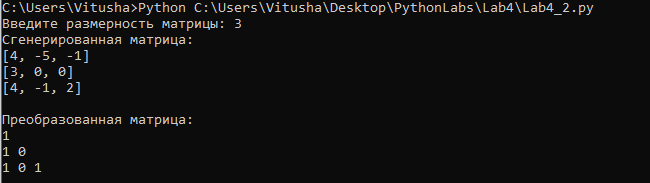 C:\Users\Vitusha>Python C:\Users\Vitusha\Desktop\PythonLabs\Lab4\Lab4_2.py
Введите размерность матрицы: 3
Сгенерированная матрица:
[4, -5, -1]
[3, 0, 0]
[4, -1, 2]
Преобразованная матрица:
1
1 0
1 0 1